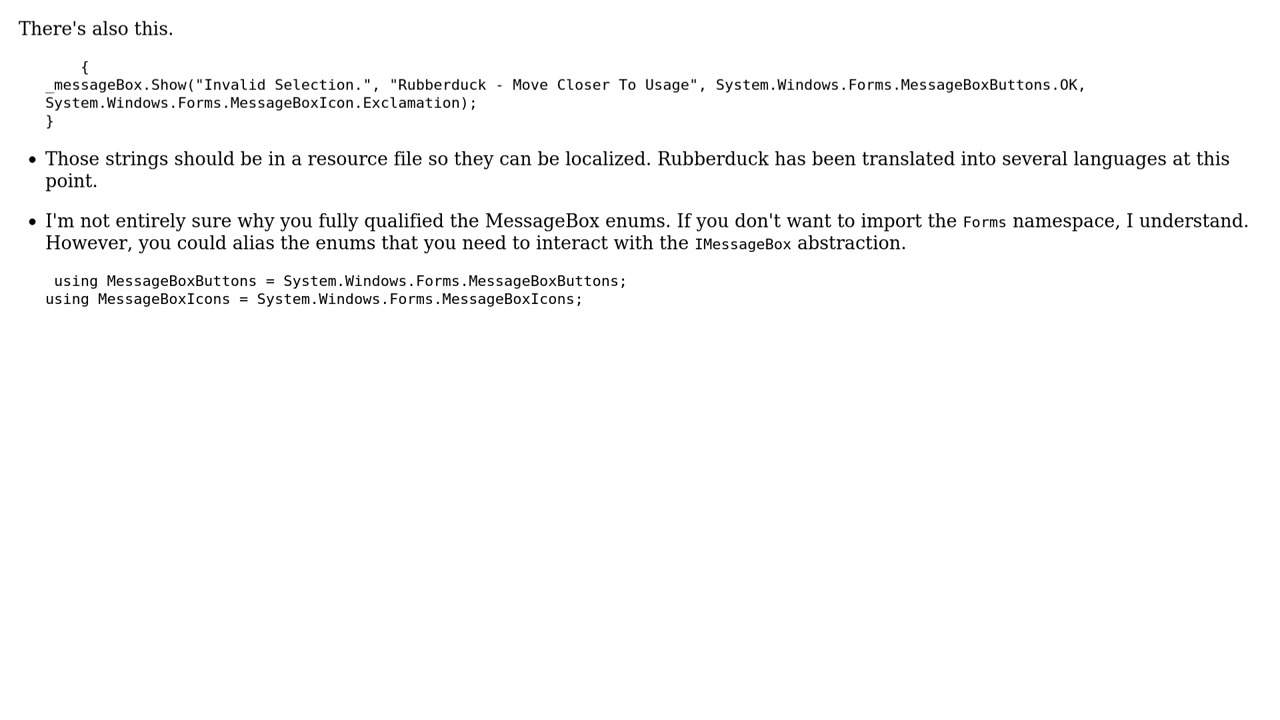 There's also this.
{
_messageBox.Show("Invalid Selection.", "Rubberduck - Move Closer To Usage", System.Windows.Forms.MessageBoxButtons.OK,
System.Windows.Forms.MessageBoxIcon.Exclamation);
}
• Those strings should be in a resource file so they can be localized. Rubberduck has been translated into several languages at this
point.
• I'm not entirely sure why you fully qualified the MessageBox enums. If you don't want to import the Forms namespace, I understand.
However, you could alias the enums that you need to interact with the IMessageBox abstraction.
using MessageBoxButtons = System.Windows.Forms.MessageBoxButtons;
using MessageBoxIcons = System.Windows.Forms.MessageBoxIcons;